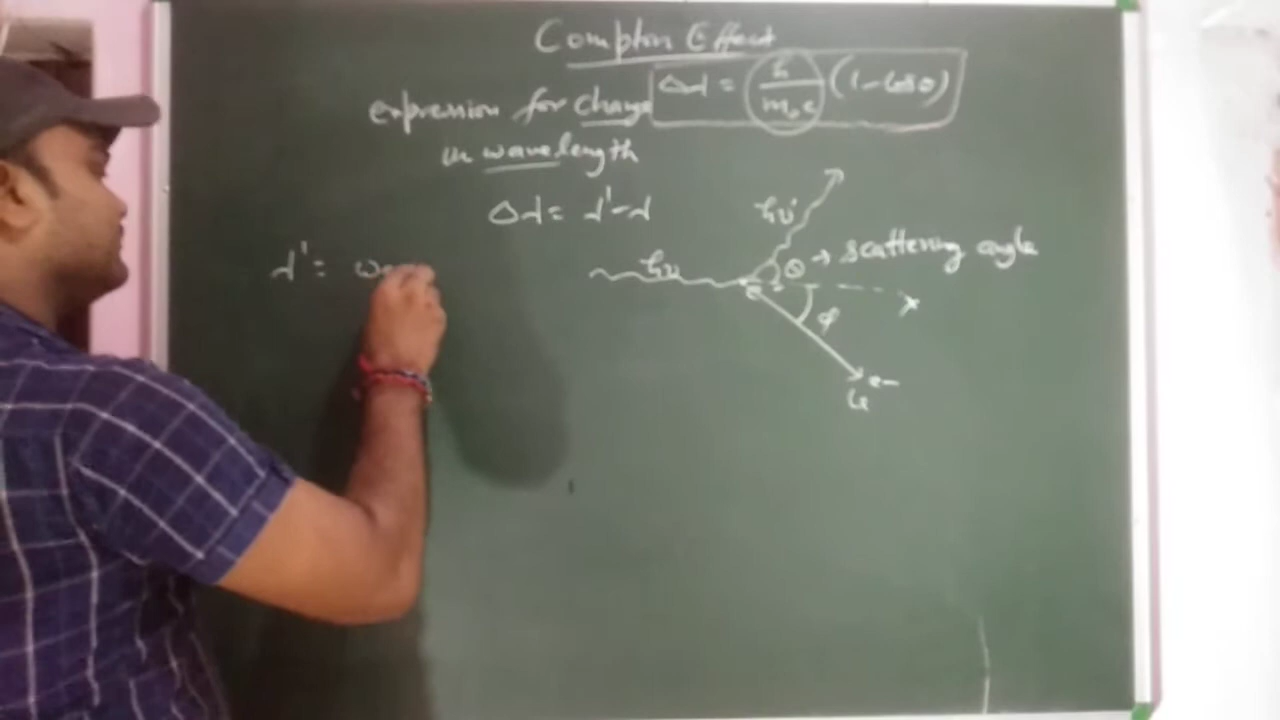 Compton Effect
expression for change Δλ = h/m₀c (1-cosθ)
in wavelength
Δλ = λ'-λ
hν'
λ' =
hν
θ → scattering angle
e-
φ
e-